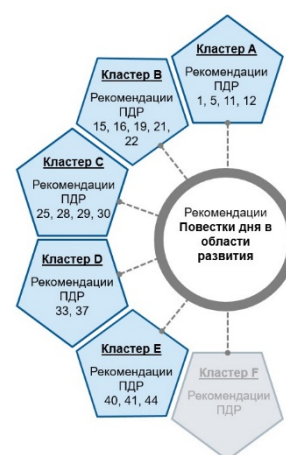 Кластер А
Рекомендации
ПДР
1, 5, 11, 12
Кластер В
Рекомендации
ПДР
15, 16, 19, 21,
22
Кластер С
Рекомендации
ПДР
25, 28, 29, 30
Кластер D
Рекомендации
ПДР
33, 37
Кластер Е
Рекомендации
ПДР
40, 41, 44
Кластер F
Рекомендации
ПДР
Рекомендации
Повестки дня в
области
развития